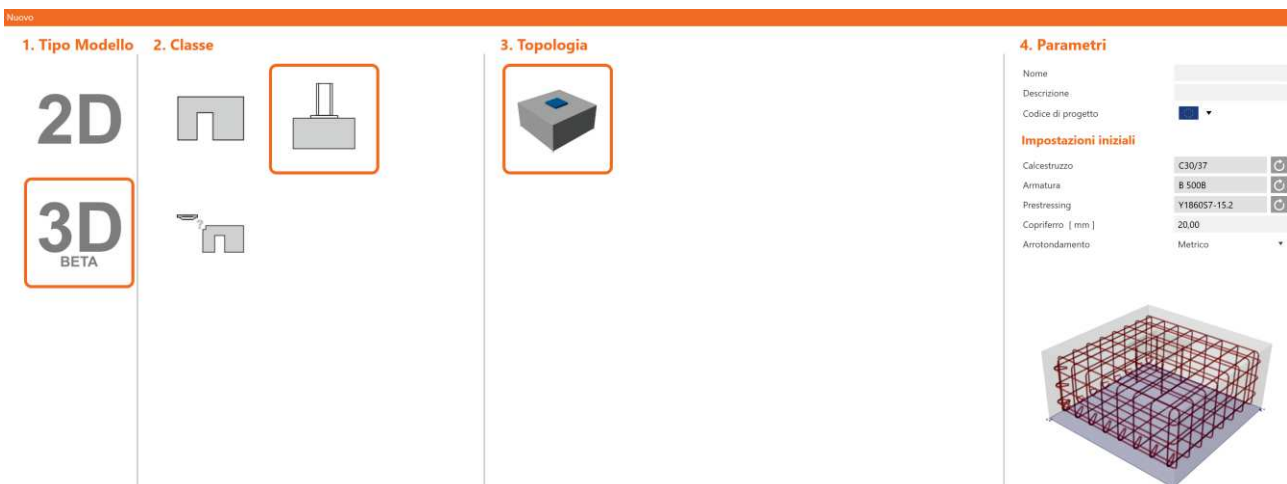 Nuovo
1. Tipo Modello
2D
3D
BETA
2. Classe
?
3. Topologia
4. Parametri
Nome
Descrizione
Codice di progetto
Impostazioni iniziali
Calcestruzzo C30/37
Armatura B 500B
Prestressing Y1860S7-15.2
Copriferro [ mm ] 20,00
Arrotondamento Metrico